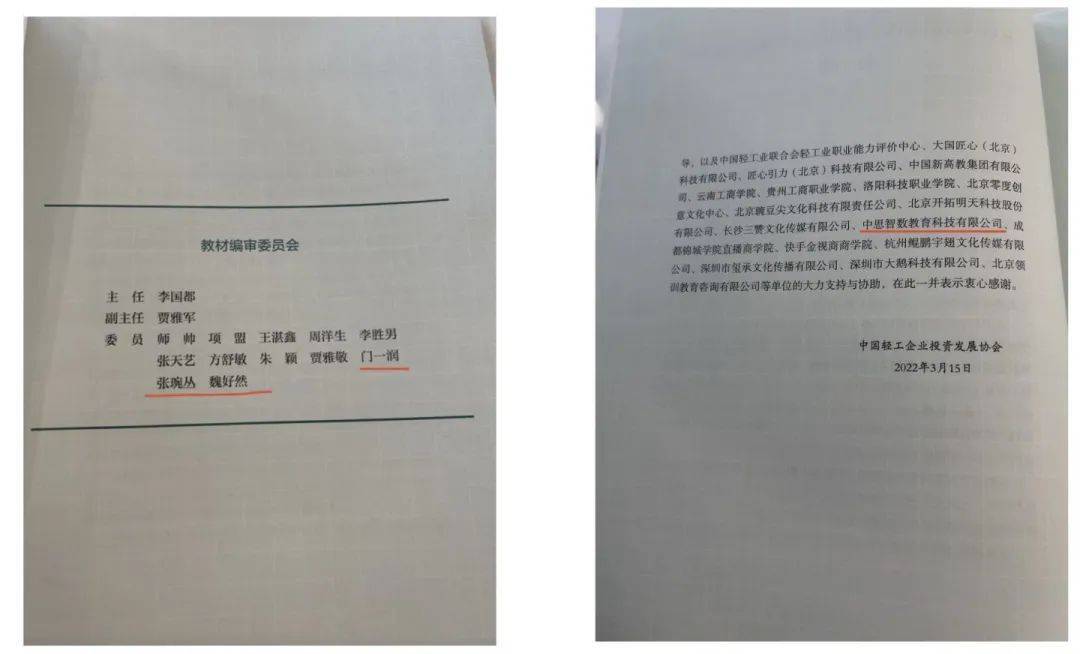 教材编审委员会
主 任 李国都
副主任 贾雅军
委 员 师 帅 项 盟 王湛鑫 周洋生 李胜男
张天艺 方舒敏 朱 颖 贾雅敬 门一润
张琬丛 魏好然
导，以及中国轻工业联合会轻工业职业能力评价中心、大国匠心（北京）
科技有限公司、匠心引力（北京）科技有限公司、中国新高教集团有限公
司、云南工商学院、贵州工商职业学院、洛阳科技职业学院、北京零度创
意文化中心、北京豌豆尖文化科技有限责任公司、北京开拓明天科技股份
有限公司、长沙三赞文化传媒有限公司、中思智数教育科技有限公司、成
都锦城学院直播商学院、快手金视商商学院、杭州鲲鹏宇翅文化传媒有限
公司、深圳市玺承文化传播有限公司、深圳市大鹅科技有限公司、北京领
训教育咨询有限公司等单位的大力支持与协助，在此一并表示衷心感谢。
中国轻工企业投资发展协会
2022年3月15日